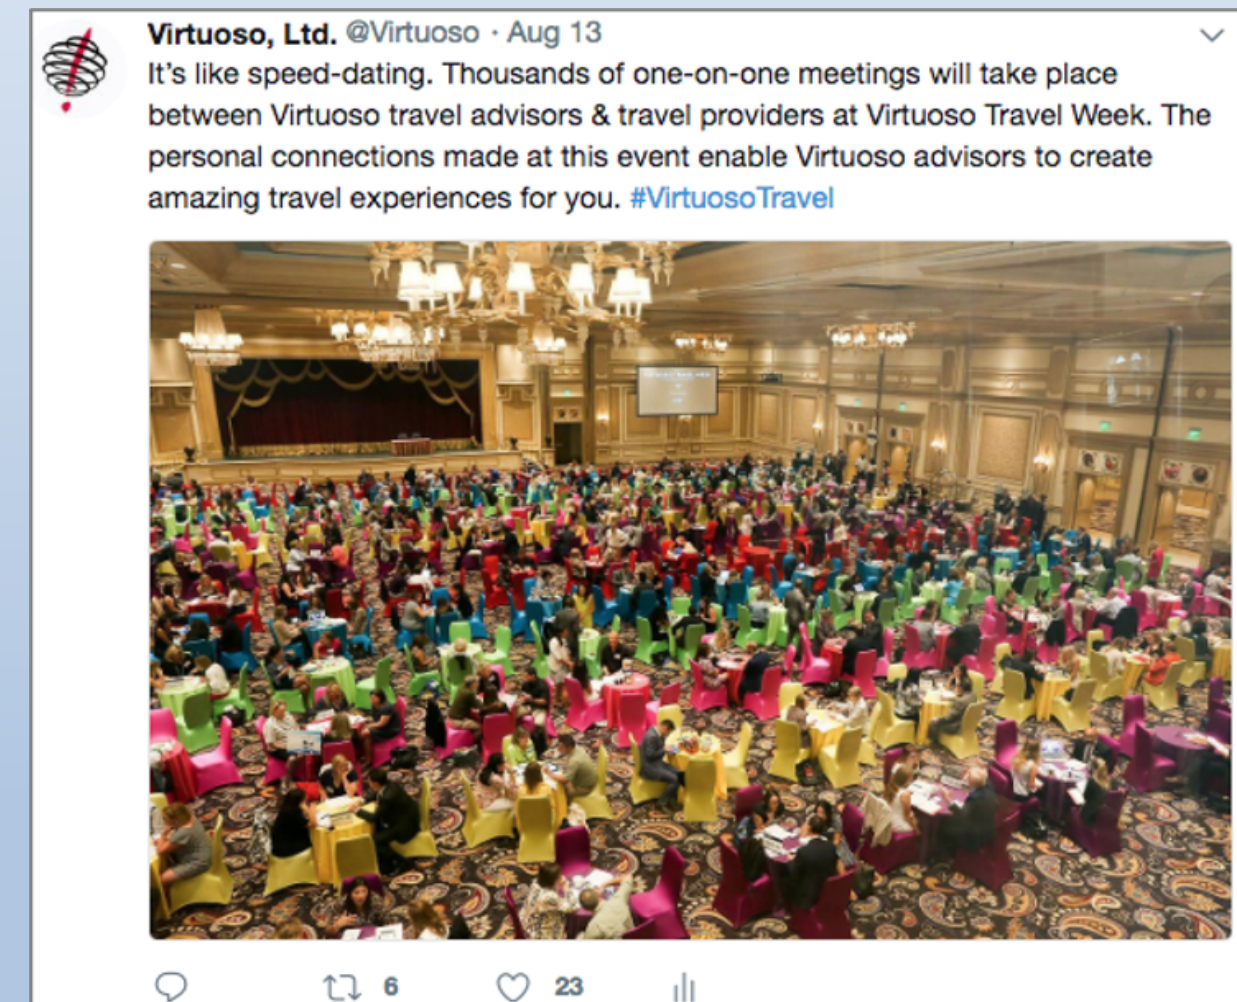 Virtuoso, Ltd. @Virtuoso · Aug 13
It’s like speed-dating. Thousands of one-on-one meetings will take place
between Virtuoso travel advisors & travel providers at Virtuoso Travel Week. The
personal connections made at this event enable Virtuoso advisors to create
amazing travel experiences for you. #VirtuosoTravel
6 23